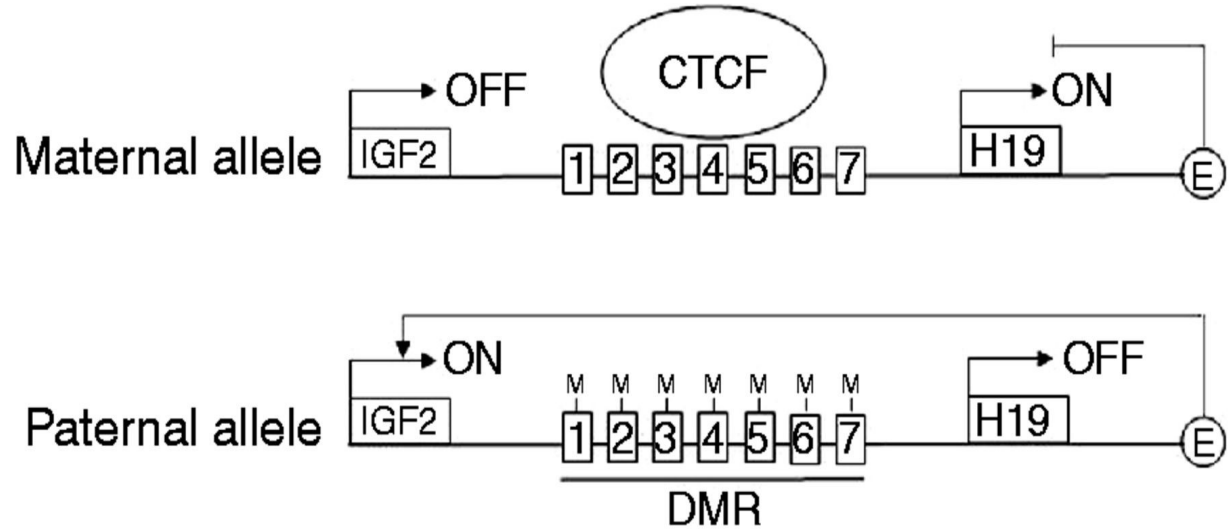 CTCF
OFF
ON
Maternal allele
IGF2
1 2 3 4 5 6 7
H19
E
ON
M M M M M M M
OFF
Paternal allele
IGF2
1 2 3 4 5 6 7
H19
E
DMR